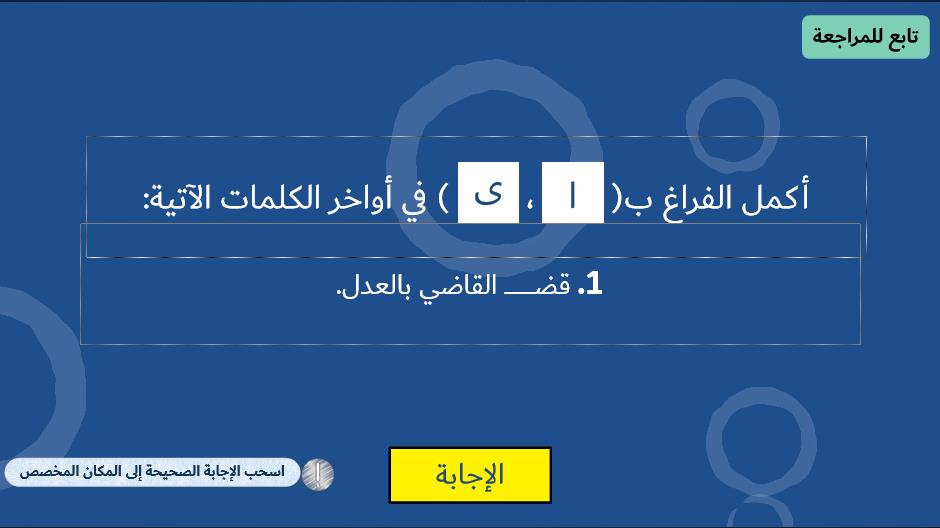 تابع للمراجعة
أكمل الفراغ ب( ا ، ى ) في أواخر الكلمات الآتية:
1. قضـــ القاضي بالعدل.
اسحب الإجابة الصحيحة إلى المكان المخصص
الإجابة